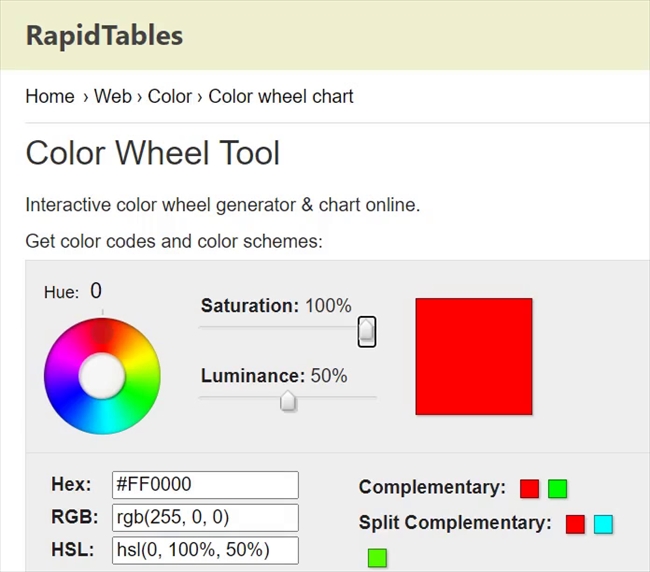 RapidTables
Home › Web › Color › Color wheel chart
Color Wheel Tool
Interactive color wheel generator & chart online.
Get color codes and color schemes:
Hue: 0
Saturation: 100%
Luminance: 50%
Hex: #FF0000
RGB: rgb(255, 0, 0)
HSL: hsl(0, 100%, 50%)
Complementary:
Split Complementary: